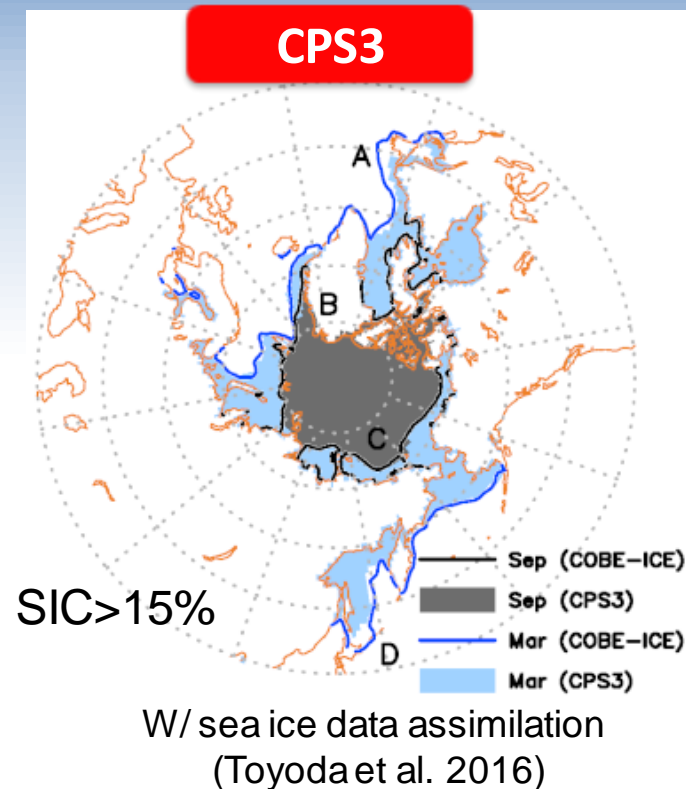 CPS3
A
B
C
D
SIC>15%
Sep (COBE-ICE)
Sep (CPS3)
Mar (COBE-ICE)
Mar (CPS3)
W/ sea ice data assimilation
(Toyoda et al. 2016)